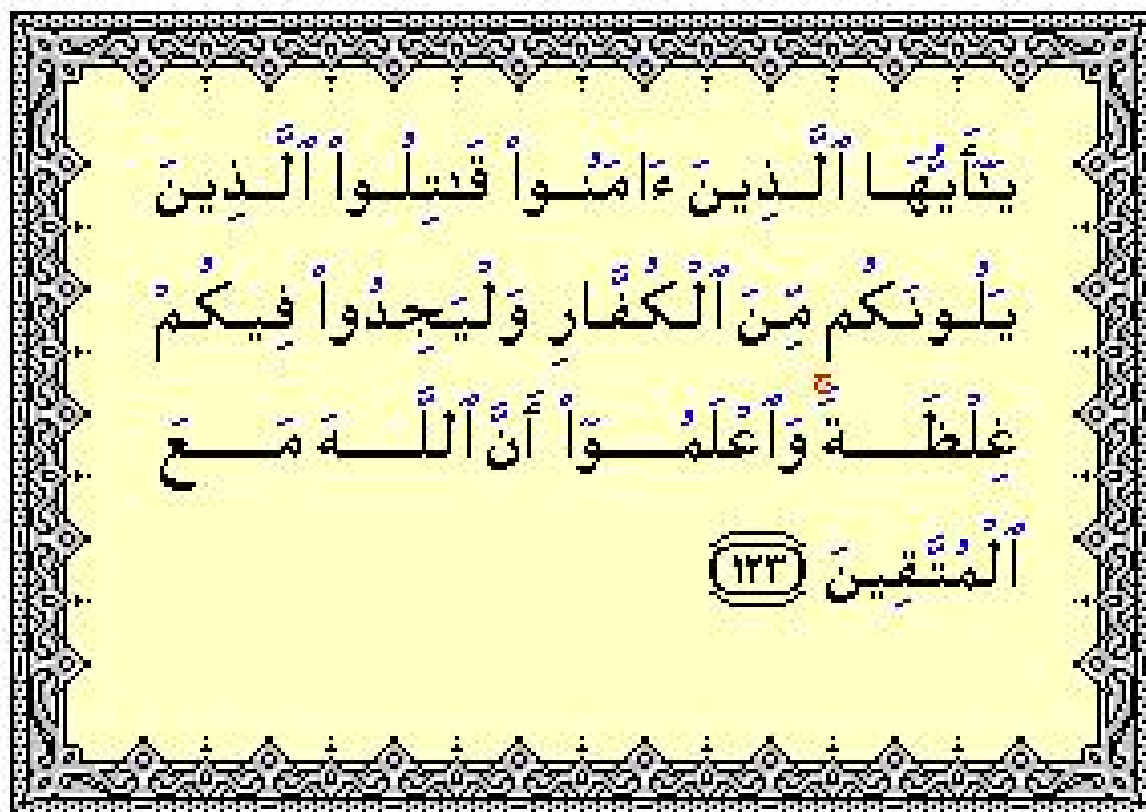 يَـٰٓأَيُّهَا ٱلَّذِينَ ءَامَنُوا۟ قَـٰتِلُوا۟ ٱلَّذِينَ
يَلُونَكُم مِّنَ ٱلْكُفَّارِ وَلْيَجِدُوا۟ فِيكُمْ
غِلْظَةًۚ وَٱعْلَمُوٓا۟ أَنَّ ٱللَّهَ مَعَ
ٱلْمُتَّقِينَ ١٢٣